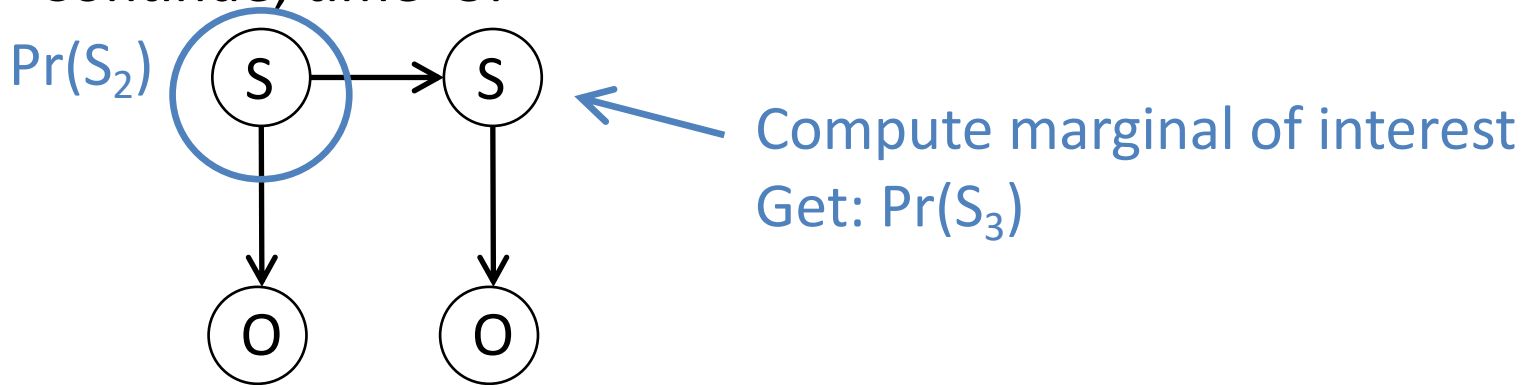 Pr(S₂)
S
S
Compute marginal of interest
Get: Pr(S₃)
O
O